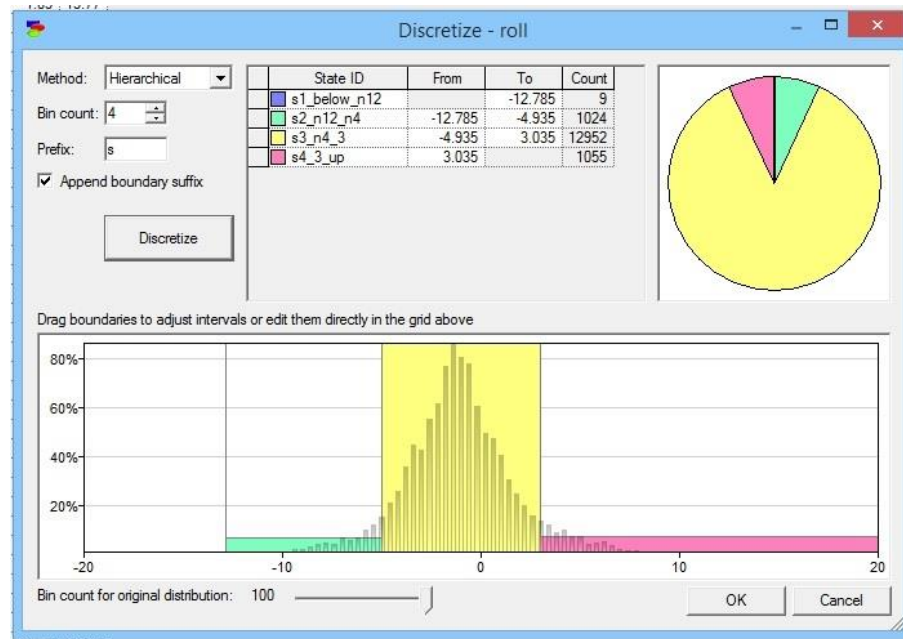 Discretize - roll
Method: Hierarchical
Bin count: 4
Prefix: s
Append boundary suffix
Discretize
State ID From To Count
s1_below_n12 -12.785 9
s2_n12_n4 -12.785 -4.935 1024
s3_n4_3 -4.935 3.035 12952
s4_3_up 3.035 1055
Drag boundaries to adjust intervals or edit them directly in the grid above
80%
60%
40%
20%
-20 -10 0 10 20
Bin count for original distribution: 100
OK Cancel